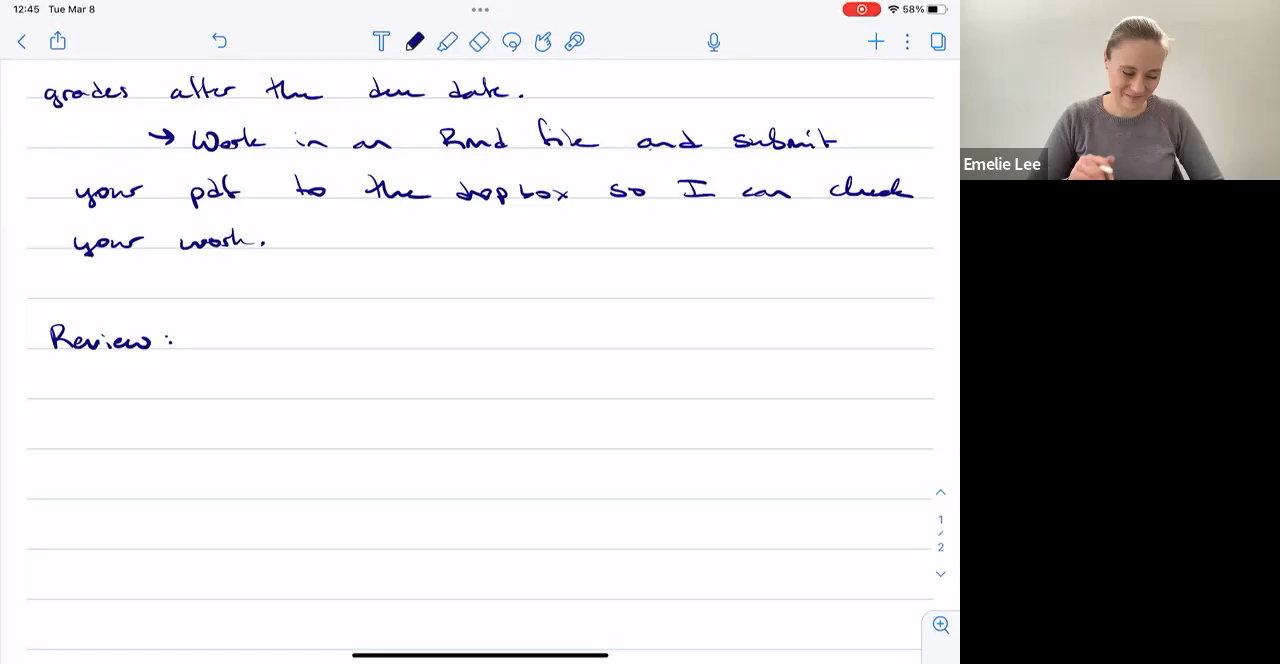 12:45 Tue Mar 8
58%
T
grades after the due date.
→ Work in an Rmd file and submit
your pdf to the dropbox so I can check
your work.
Review:
1
/
2
Emelie Lee